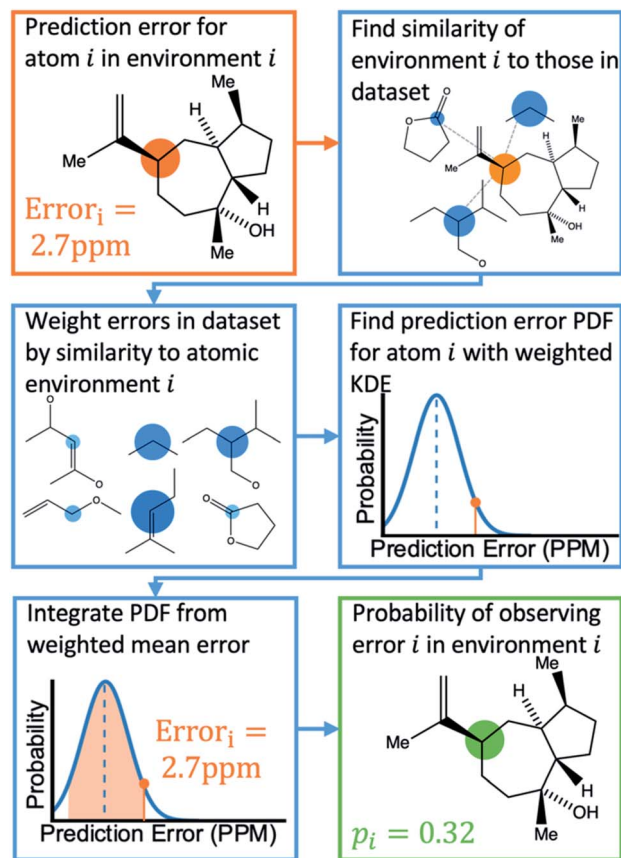 Prediction error for
atom i in environment i
Me
H
Me
H
OH
Me
Error_i =
2.7ppm
Find similarity of
environment i to those in
dataset
O
O
Me
H
Me
H
OH
Me
O
Weight errors in dataset
by similarity to atomic
environment i
O
O
O
O
O
O
Find prediction error PDF
for atom i with weighted
KDE
Probability
Prediction Error (PPM)
Integrate PDF from
weighted mean error
Probability
Error_i =
2.7ppm
Prediction Error (PPM)
Probability of observing
error i in environment i
Me
H
Me
H
OH
Me
p_i = 0.32